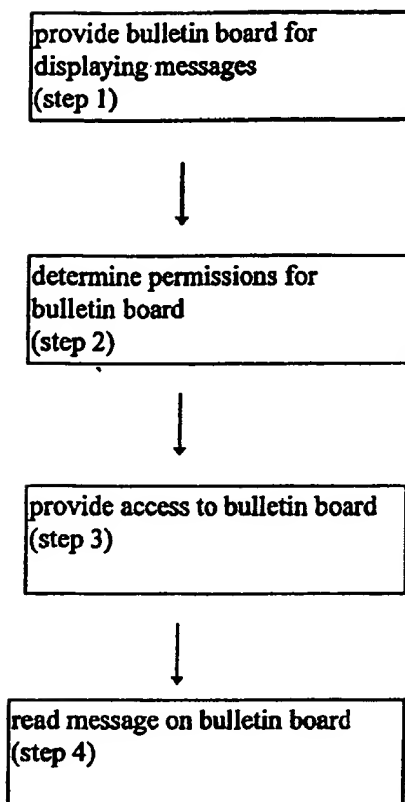 provide bulletin board for
displaying messages
(step 1)
determine permissions for
bulletin board
(step 2)
provide access to bulletin board
(step 3)
read message on bulletin board
(step 4)